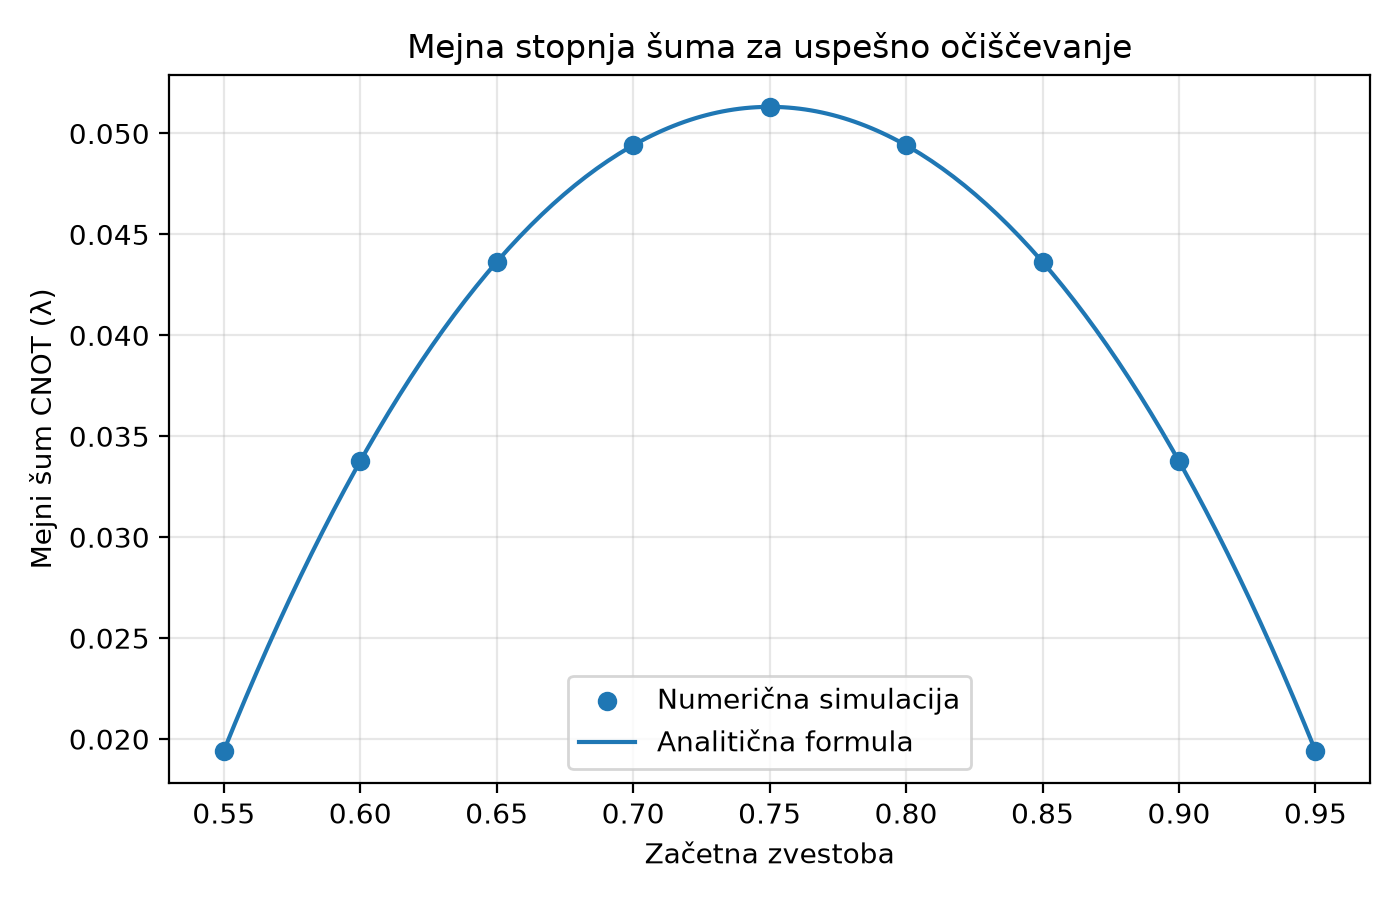 Mejna stopnja šuma za uspešno očiščevanje
Mejni šum CNOT (λ)
0.050
0.045
0.040
0.035
0.030
0.025
0.020
Numerična simulacija
Analitična formula
0.55 0.60 0.65 0.70 0.75 0.80 0.85 0.90 0.95
Začetna zvestoba